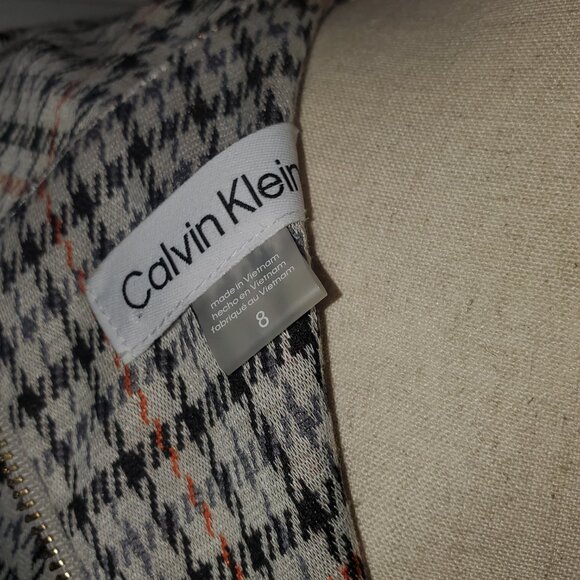 Calvin Klein
made in Vietnam
hecho en Vietnam
fabriqué au Vietnam
8